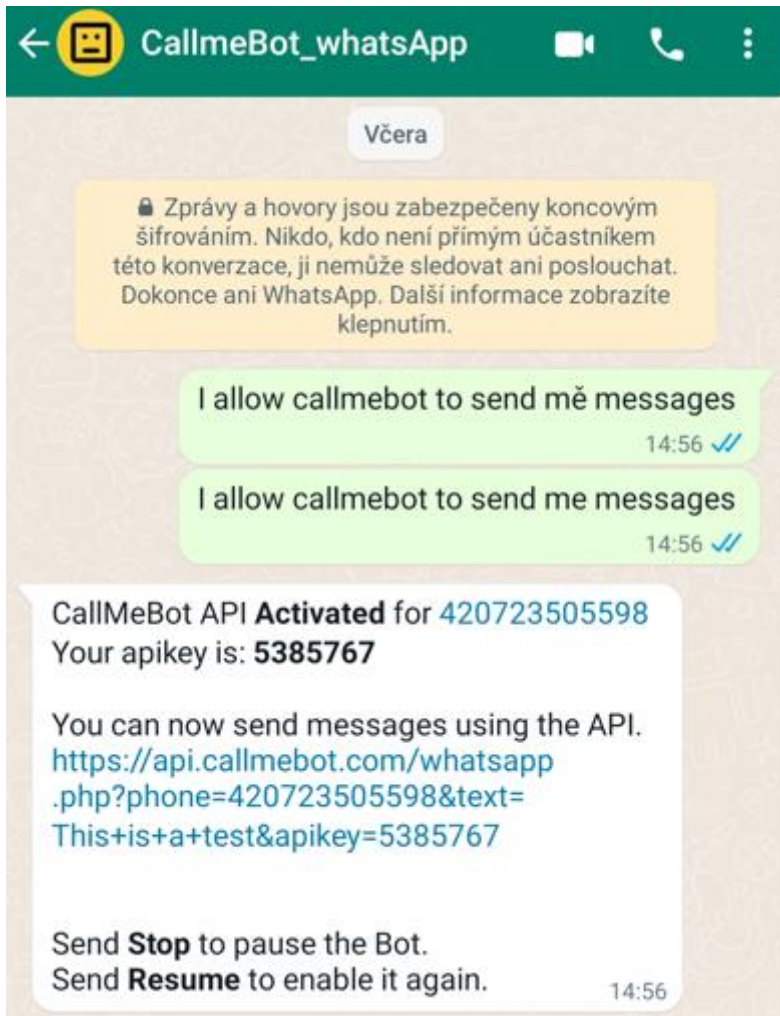 CallmeBot_whatsApp
Včera
Zprávy a hovory jsou zabezpečeny koncovým
šifrováním. Nikdo, kdo není přímým účastníkem
této konverzace, ji nemůže sledovat ani poslouchat.
Dokonce ani WhatsApp. Další informace zobrazíte
klepnutím.
I allow callmebot to send mě messages
14:56
I allow callmebot to send me messages
14:56
CallMeBot API Activated for 420723505598
Your apikey is: 5385767
You can now send messages using the API.
https://api.callmebot.com/whatsapp
.php?phone=420723505598&text=
This+is+a+test&apikey=5385767
Send Stop to pause the Bot.
Send Resume to enable it again.
14:56